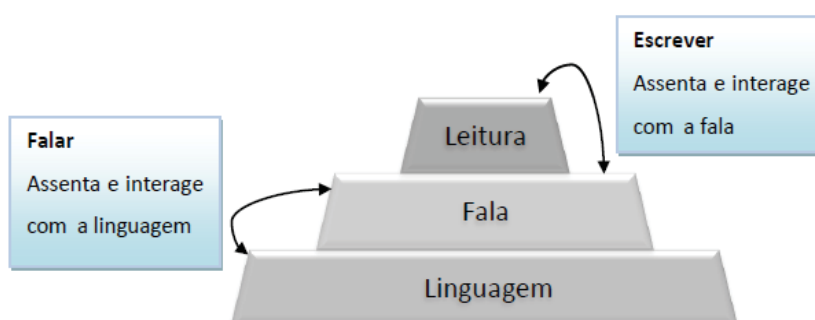 Escrever
Assenta e interage
com a fala
Leitura
Falar
Assenta e interage
com a linguagem
Fala
Linguagem